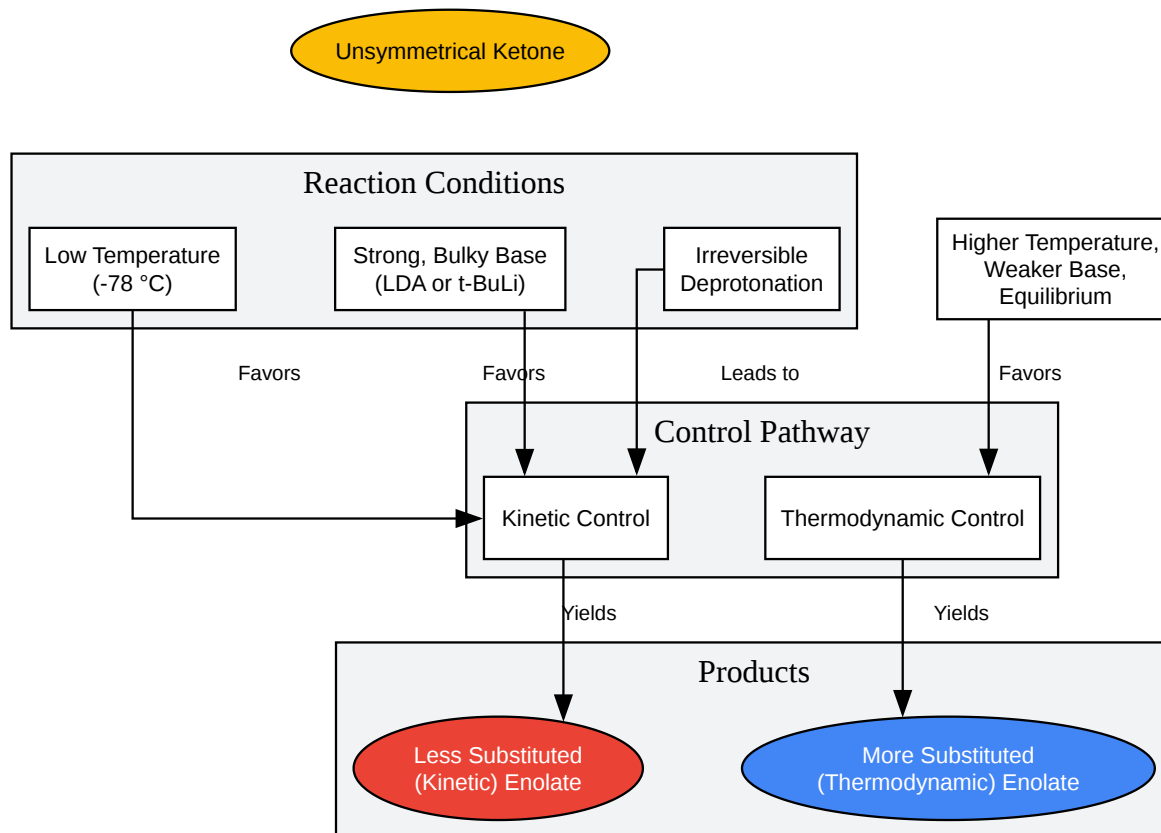 Unsymmetrical Ketone
Reaction Conditions
Low Temperature
(-78 °C)
Strong, Bulky Base
(LDA or t-BuLi)
Irreversible
Deprotonation
Higher Temperature,
Weaker Base,
Equilibrium
Favors
Favors
Leads to
Favors
Control Pathway
Kinetic Control
Thermodynamic Control
Yields
Yields
Products
Less Substituted
(Kinetic) Enolate
More Substituted
(Thermodynamic) Enolate